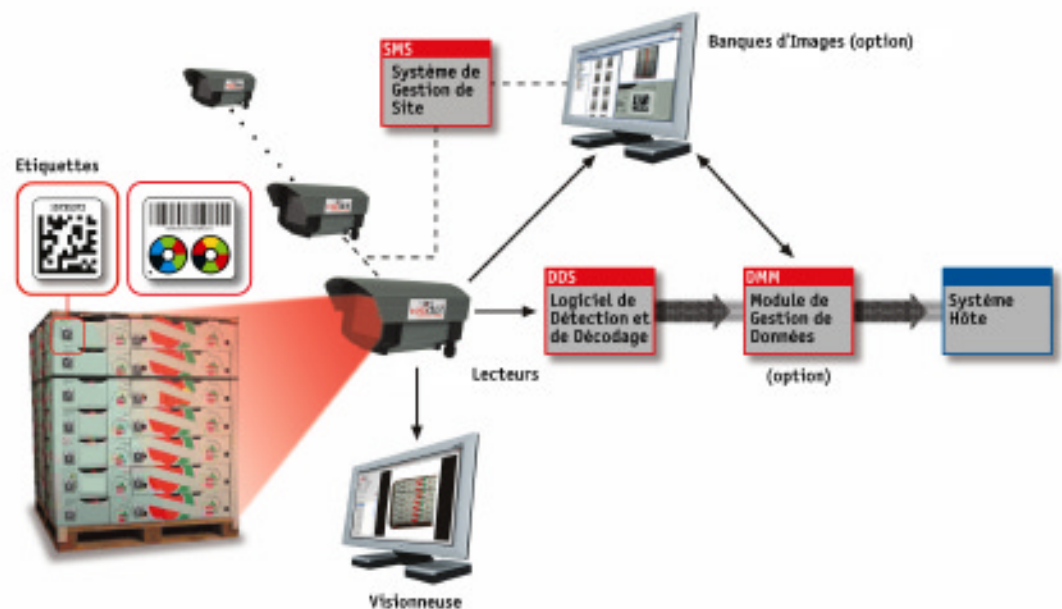 Banques d'Images (option)
SMS
Système de
Gestion de
Site
Etiquettes
DDS
Logiciel de
Détection et
de Décodage
DMM
Module de
Gestion de
Données
(option)
Système
Hôte
Lecteurs
Visionneuse